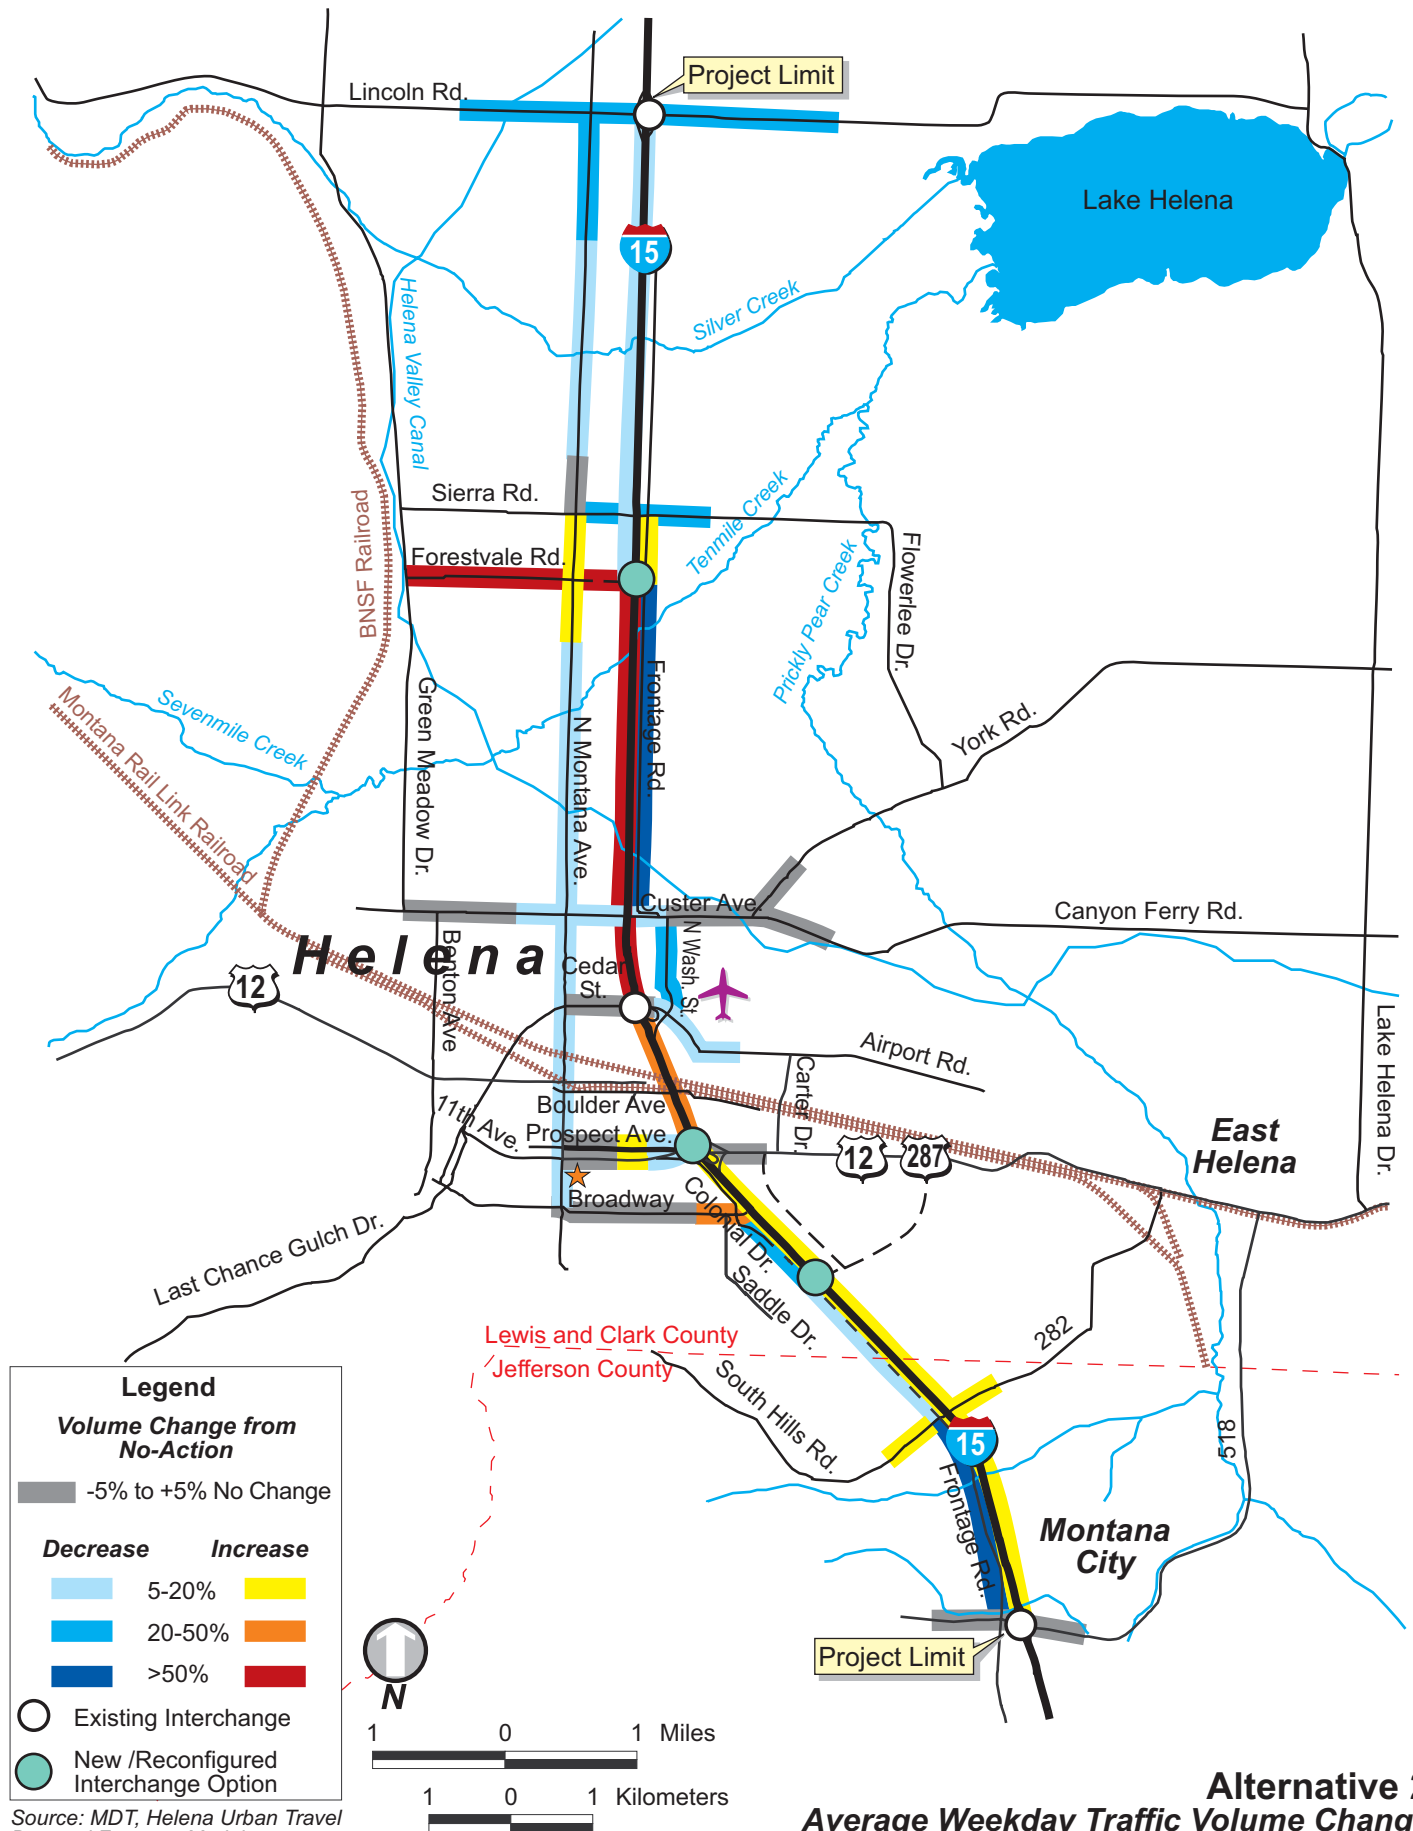 Project Limit
Lincoln Rd.
Lake Helena
15
Silver Creek
Helena Valley Canal
Sierra Rd.
Tenmile Creek
Forestvale Rd.
BNSF Railroad
Flowerlee Dr.
Prickly Pear Creek
Frontage Rd.
Green Meadow Dr.
N Montana Ave.
Sevenmile Creek
Montana Rail Link Railroad
York Rd.
Custer Ave.
Canyon Ferry Rd.
Helena
Benton Ave
N Wash. St.
Cedar
St.
12
Airport Rd.
Carter Dr.
Lake Helena Dr.
Boulder Ave
11th Ave.
Prospect Ave.
12
287
East
Helena
Broadway
Colonial Dr.
Saddle Dr.
Last Chance Gulch Dr.
Lewis and Clark County
Jefferson County
282
South Hills Rd.
15
518
Frontage Rd.
Montana
City
Project Limit
Legend
Volume Change from
No-Action
-5% to +5% No Change
Decrease Increase
5-20%
20-50%
>50%
Existing Interchange
New /Reconfigured
Interchange Option
N
1 0 1 Miles
1 0 1 Kilometers
Source: MDT, Helena Urban Travel
Alternative
Average Weekday Traffic Volume Chang